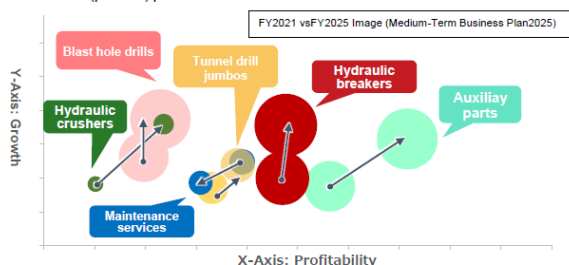 FY2021 vsFY2025 Image (Medium-Term Business Plan2025)
Blast hole drills
Tunnel drill
jumbos
Hydraulic
breakers
Hydraulic
crushers
Auxiliay
parts
Maintenance
services
Y-Axis: Growth
X-Axis: Profitability